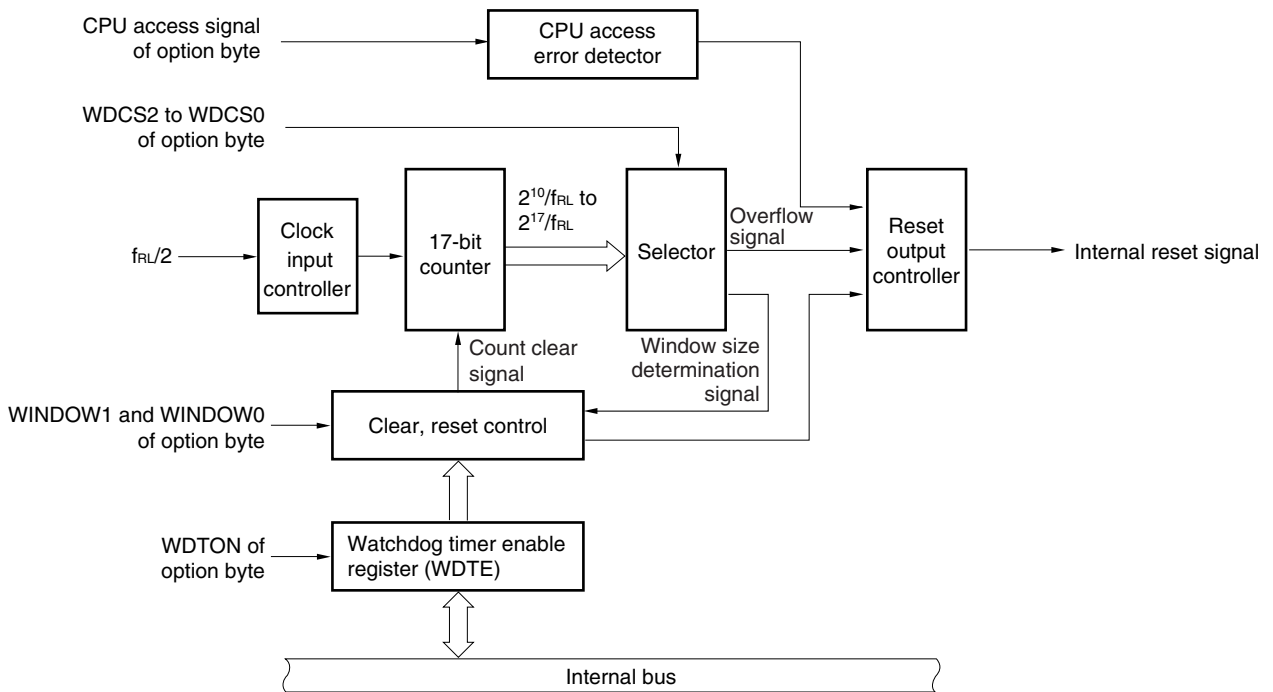 CPU access signal
of option byte
CPU access
error detector
WDCS2 to WDCS0
of option byte
fRL/2
Clock
input
controller
17-bit
counter
2¹⁰/fRL to
2¹⁷/fRL
Selector
Overflow
signal
Reset
output
controller
Internal reset signal
Count clear
signal
Window size
determination
signal
WINDOW1 and WINDOW0
of option byte
Clear, reset control
WDTON of
option byte
Watchdog timer enable
register (WDTE)
Internal bus